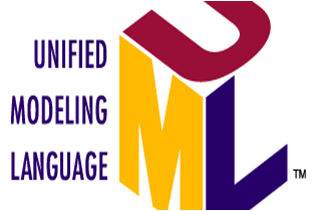 UNIFIED
MODELING
LANGUAGE
UML
TM